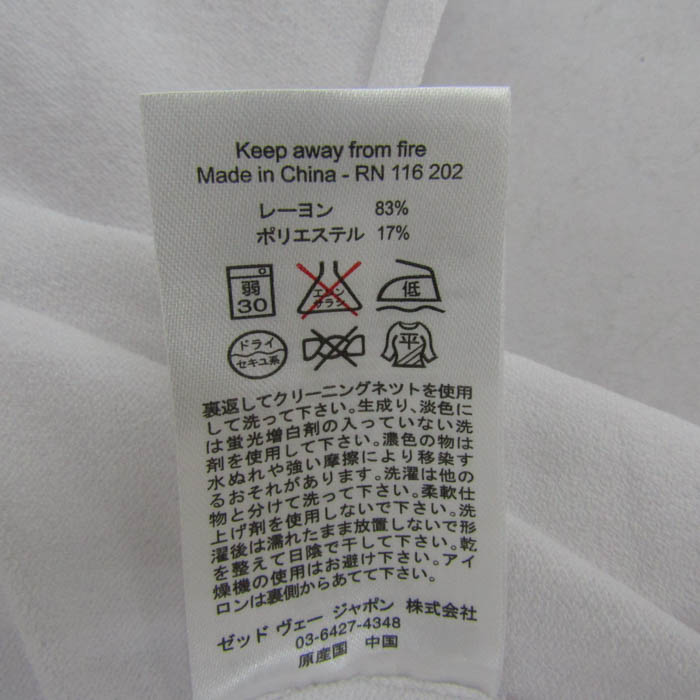 Keep away from fire
Made in China - RN 116 202
レーヨン 83%
ポリエステル 17%
弱
30
エンソ
サラシ
低
ドライ
セキユ系
平
裏返してクリーニングネットを使用
して洗って下さい。生成り、淡色に
は蛍光増白剤の入っていない洗
剤を使用して下さい。濃色の物は
水ぬれや強い摩擦により移染す
るおそれがあります。洗濯は他の
物と分けて洗って下さい。柔軟仕
上げ剤を使用しないで下さい。洗
濯後は濡れたまま放置しないで形
を整えて日陰で干して下さい。乾
燥機の使用はお避け下さい。アイ
ロンは裏側からあてて下さい。
ゼッド ヴェー ジャポン 株式会社
03-6427-4348
原産国 中国